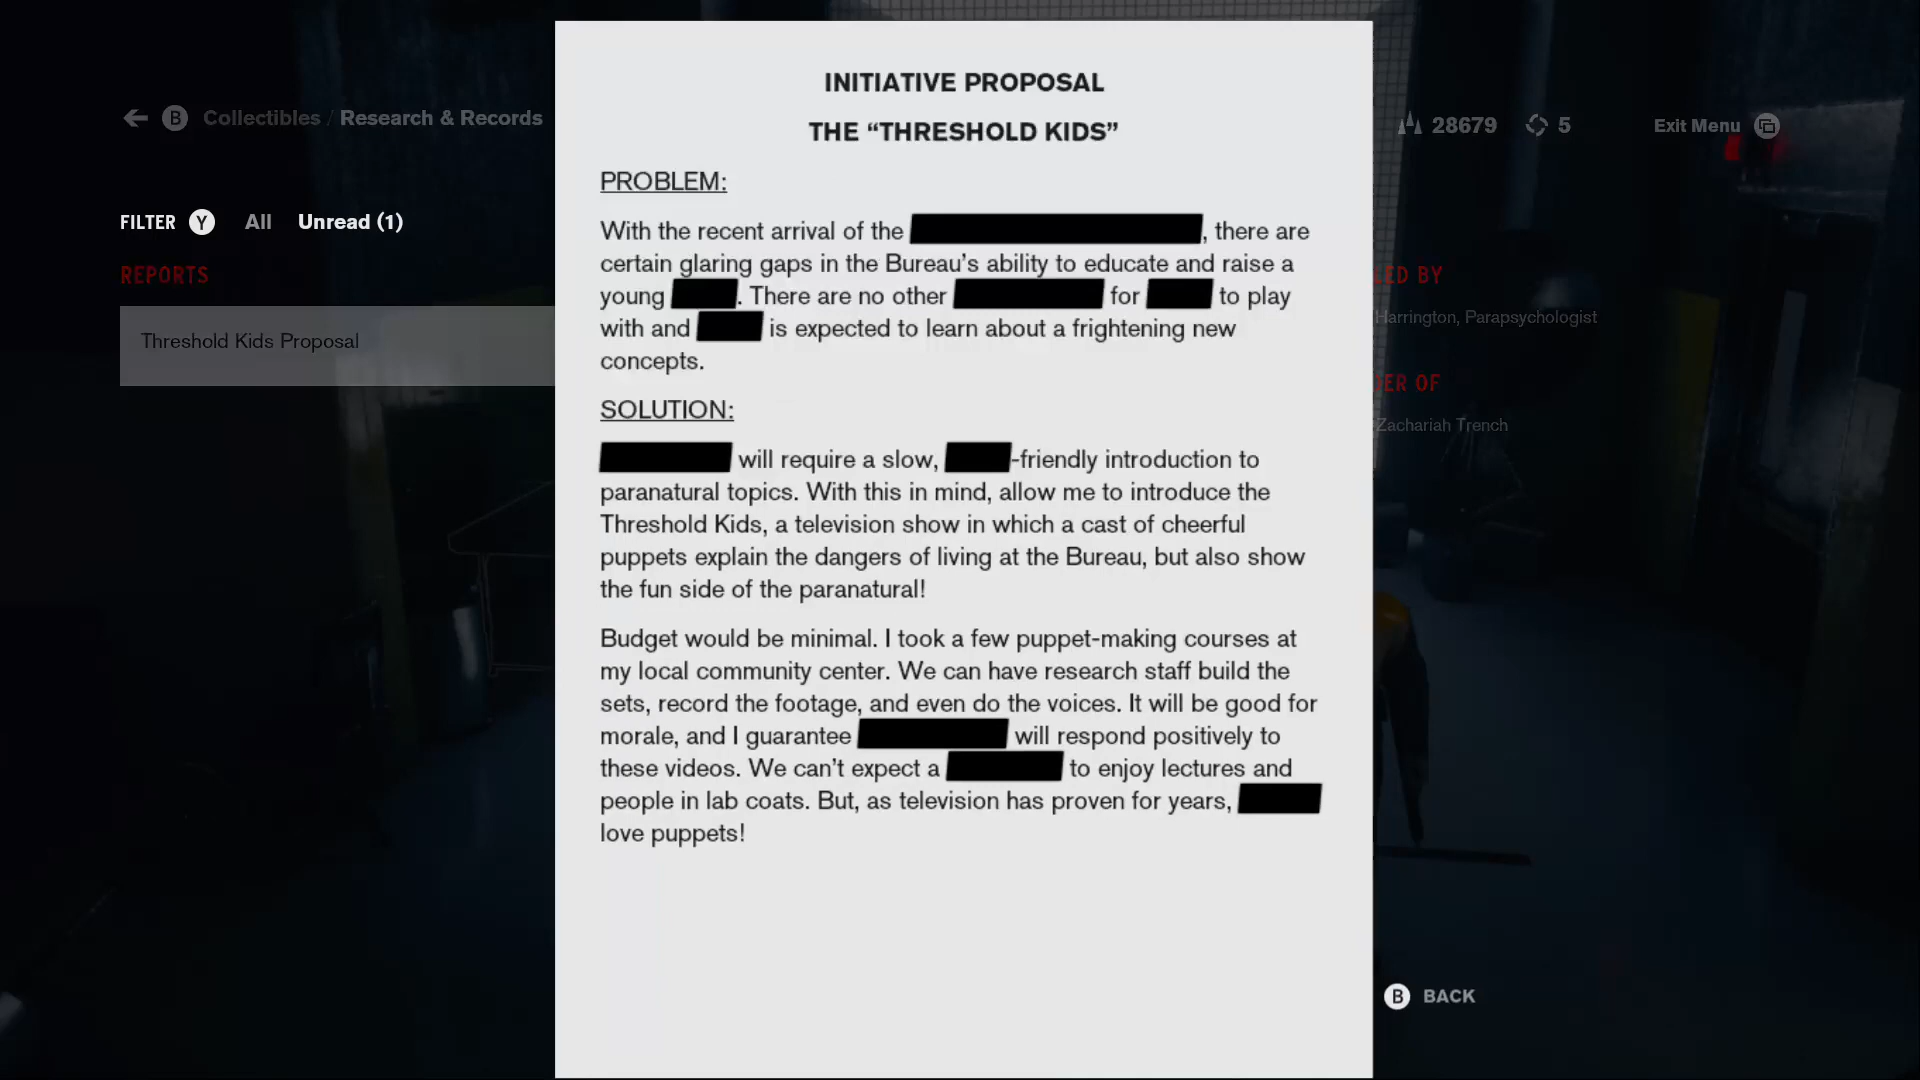 INITIATIVE PROPOSAL
THE “THRESHOLD KIDS”
Collectibles / Research & Records
B
28679
5
Exit Menu
FILTER Y All Unread (1)
REPORTS
Threshold Kids Proposal
PROBLEM:
With the recent arrival of the , there are
certain glaring gaps in the Bureau’s ability to educate and raise a
young . There are no other for to play
with and is expected to learn about a frightening new
concepts.
SOLUTION:
will require a slow, -friendly introduction to
paranatural topics. With this in mind, allow me to introduce the
Threshold Kids, a television show in which a cast of cheerful
puppets explain the dangers of living at the Bureau, but also show
the fun side of the paranatural!
Budget would be minimal. I took a few puppet-making courses at
my local community center. We can have research staff build the
sets, record the footage, and even do the voices. It will be good for
morale, and I guarantee will respond positively to
these videos. We can’t expect a to enjoy lectures and
people in lab coats. But, as television has proven for years,
love puppets!
LED BY
Harrington, Parapsychologist
ER OF
Zachariah Trench
B BACK